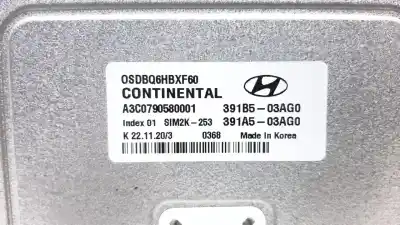 OSDBQ6HBXF60
CONTINENTAL
A3C0790580001 391B5-03AG0
Index 01 SIM2K-253 391A5-03AG0
K 22.11.20/3 0368 Made In Korea